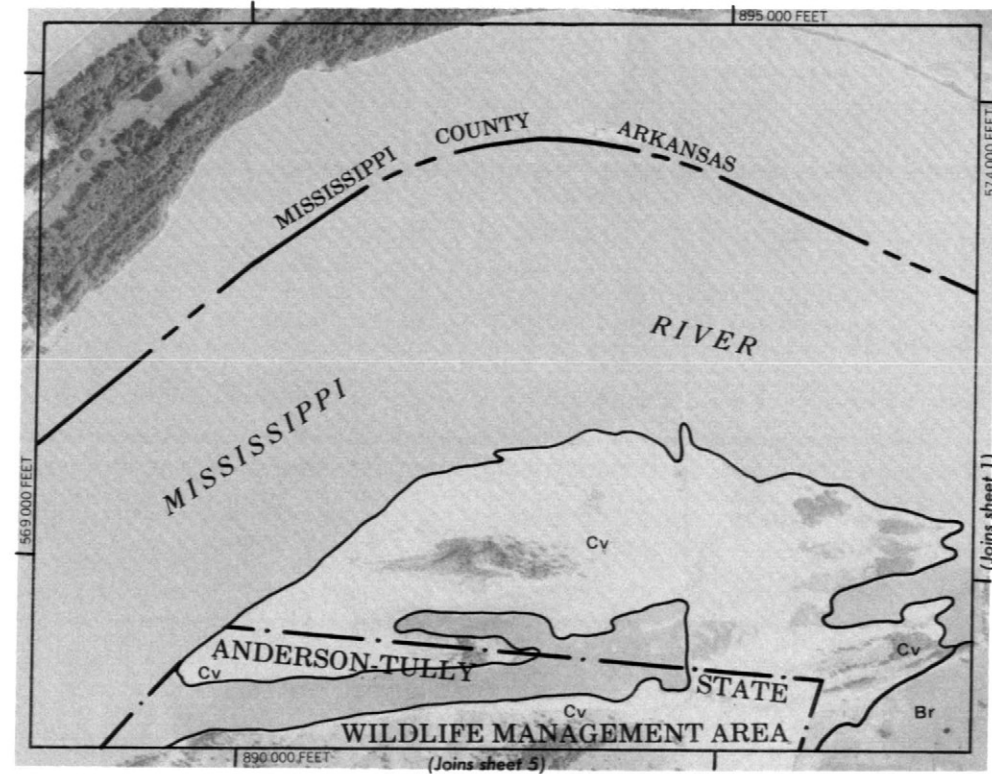 895 000 FEET
574 000 FEET
MISSISSIPPI COUNTY ARKANSAS
RIVER
MISSISSIPPI
569 000 FEET
(Joins sheet 1)
Cv
Cv
ANDERSON-TULLY
Cv
STATE
Cv
Br
WILDLIFE MANAGEMENT AREA
890 000 FEET
(Joins sheet 5)